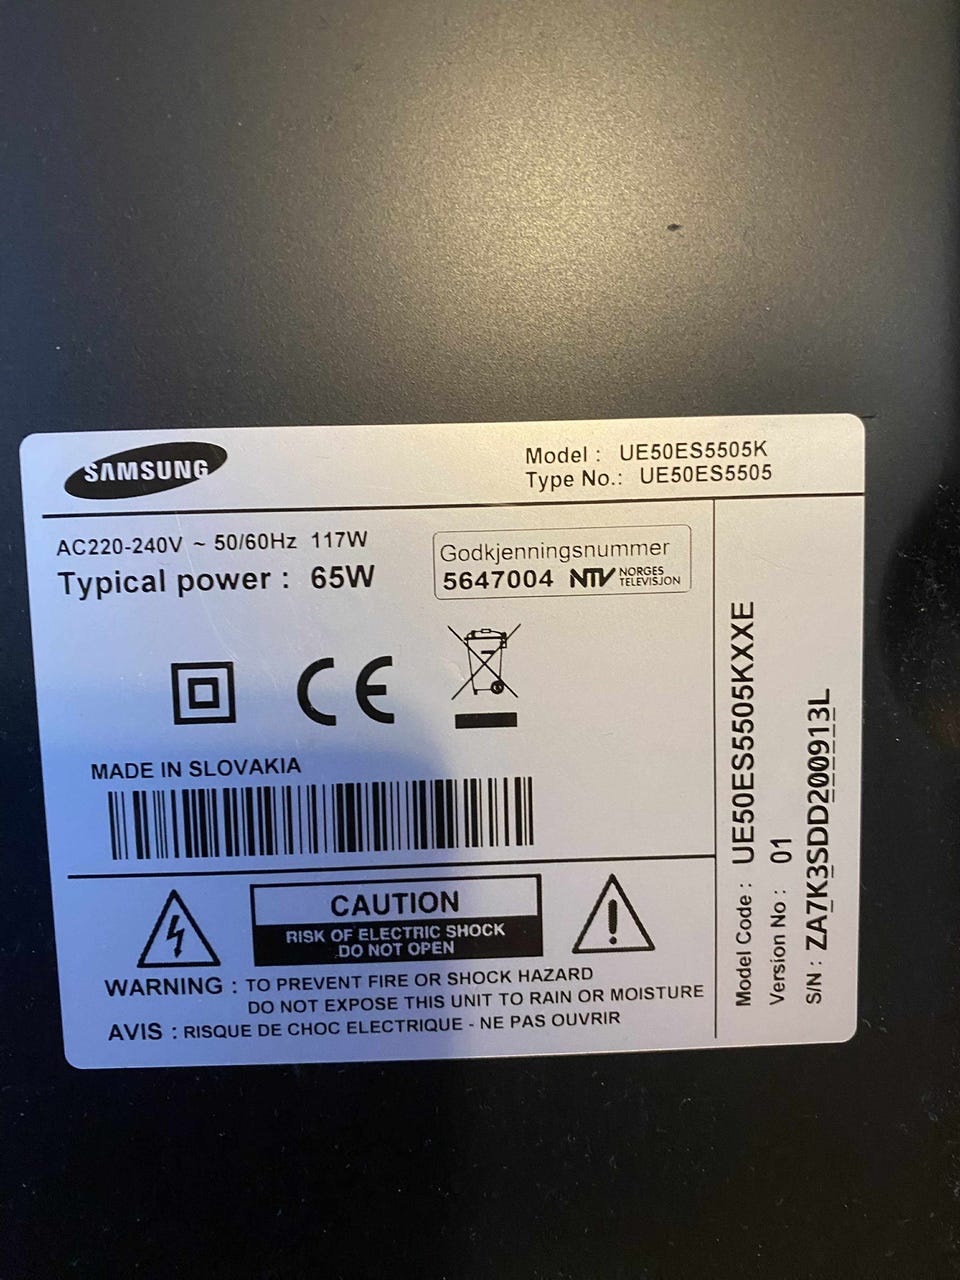 SAMSUNG
Model : UE50ES5505K
Type No.: UE50ES5505
AC220-240V ~ 50/60Hz 117W
Typical power : 65W
Godkjenningsnummer
5647004 NTV NORGES TELEVISJON
CE
MADE IN SLOVAKIA
CAUTION
RISK OF ELECTRIC SHOCK
DO NOT OPEN
WARNING : TO PREVENT FIRE OR SHOCK HAZARD
DO NOT EXPOSE THIS UNIT TO RAIN OR MOISTURE
AVIS : RISQUE DE CHOC ELECTRIQUE - NE PAS OUVRIR
Model Code : UE50ES5505KXXE
Version No : 01
S/N : ZA7K3SDD200913L